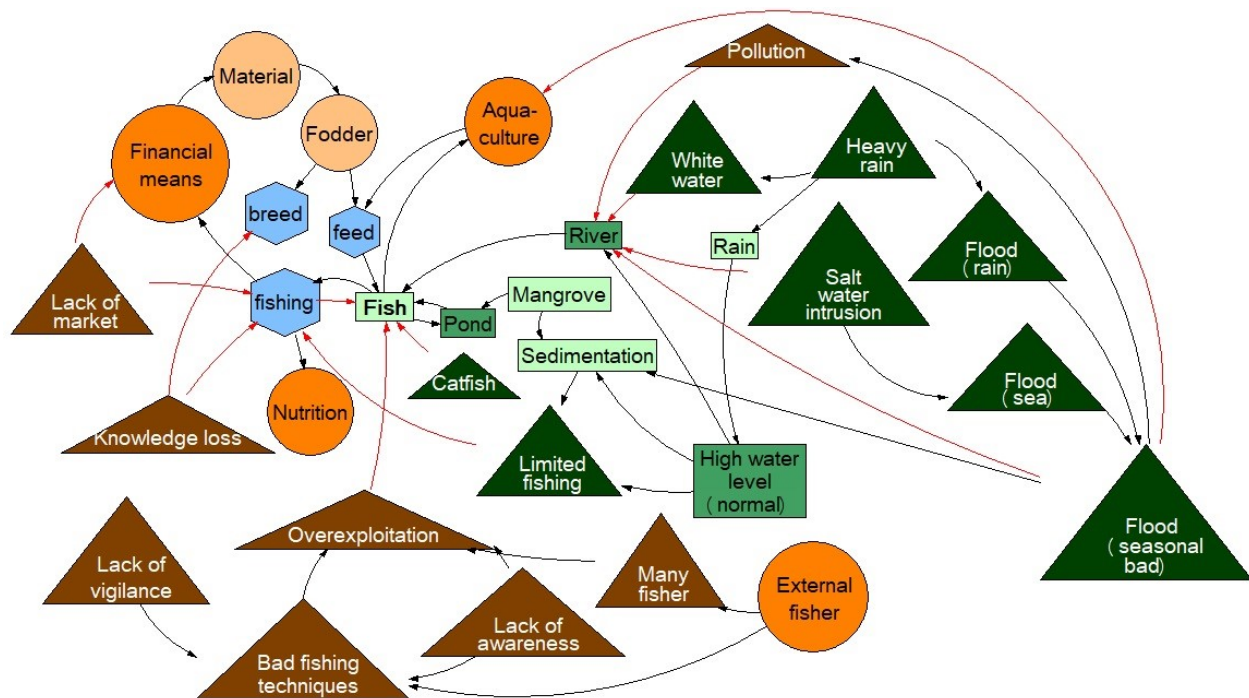 Pollution
Material
Aqua-
culture
Fodder
Financial
means
White
water
Heavy
rain
breed
feed
River
Rain
Flood
(rain)
Salt
water
intrusion
Lack of
market
fishing
Fish
Mangrove
Pond
Sedimentation
Catfish
Flood
(sea)
Nutrition
Knowledge loss
Limited
fishing
High water
level
(normal)
Flood
(seasonal
bad)
Overexploitation
Lack of
vigilance
Many
fisher
External
fisher
Lack of
awareness
Bad fishing
techniques